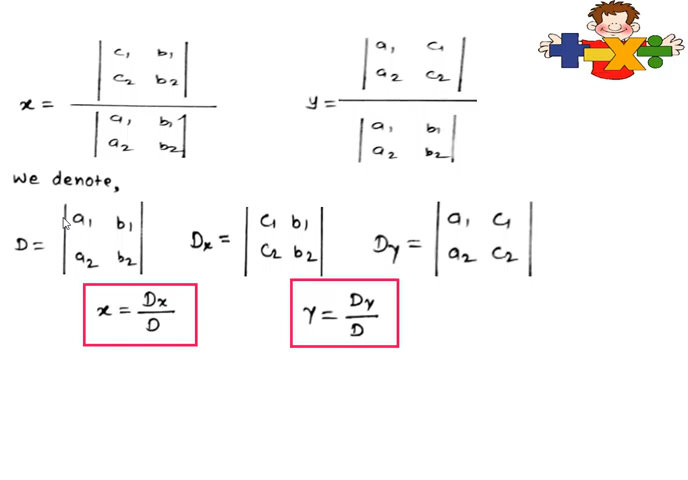 x = |c₁ b₁| / |a₁ b₁| y = |a₁ c₁| / |a₁ b₁|
|c₂ b₂| / |a₂ b₂| |a₂ c₂| / |a₂ b₂|
we denote,
D = |a₁ b₁| Dx = |c₁ b₁| Dy = |a₁ c₁|
|a₂ b₂| |c₂ b₂| |a₂ c₂|
x = Dx / D y = Dy / D